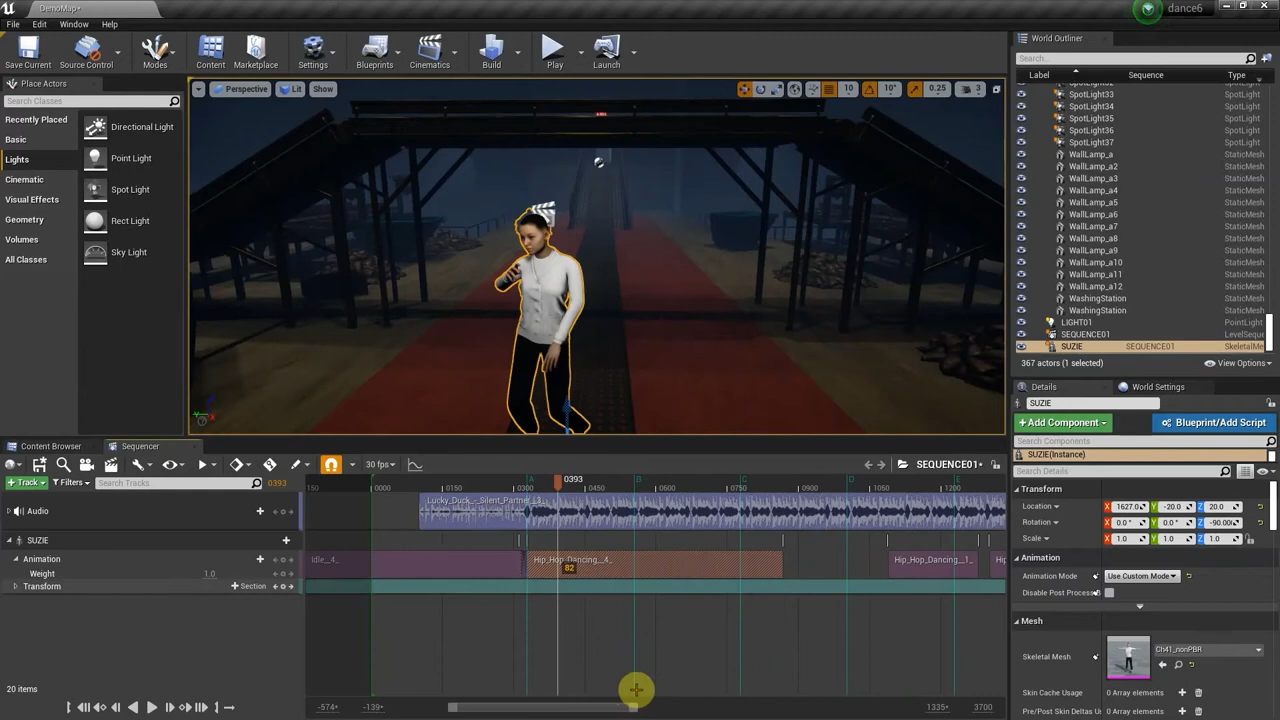 DemoMap•
dance6
File Edit Window Help
Save Current Source Control Modes Content Marketplace Settings Blueprints Cinematics Build Play Launch
Place Actors
Search Classes
Recently Placed
Basic
Lights
Cinematic
Visual Effects
Geometry
Volumes
All Classes
Directional Light
Point Light
Spot Light
Rect Light
Sky Light
Perspective Lit Show
10 10° 0.25 3
World Outliner
Search...
Label Sequence Type
SpotLight33 SpotLight
SpotLight34 SpotLight
SpotLight35 SpotLight
SpotLight36 SpotLight
SpotLight37 SpotLight
WallLamp_a StaticMesh
WallLamp_a2 StaticMesh
WallLamp_a3 StaticMesh
WallLamp_a4 StaticMesh
WallLamp_a5 StaticMesh
WallLamp_a6 StaticMesh
WallLamp_a7 StaticMesh
WallLamp_a8 StaticMesh
WallLamp_a9 StaticMesh
WallLamp_a10 StaticMesh
WallLamp_a11 StaticMesh
WallLamp_a12 StaticMesh
WashingStation StaticMesh
WashingStation StaticMesh
LIGHT01 PointLight
SEQUENCE01 LevelSeque
SUZIE SEQUENCE01 SkeletalMe
367 actors (1 selected) View Options
Details World Settings
SUZIE
+Add Component Blueprint/Add Script
Search Components
SUZIE(Instance)
Search Details
Transform
Location X 1627.0 Y -20.0 Z 20.0
Rotation X 0.0 ° Y 0.0 ° Z -90.00
Scale X 1.0 Y 1.0 Z 1.0
Animation
Animation Mode Use Custom Mode
Disable Post Process B
Mesh
Skeletal Mesh Ch41_nonPBR
Skin Cache Usage 0 Array elements
Pre/Post Skin Deltas U 0 Array elements
Content Browser Sequencer
30 fps SEQUENCE01•
+Track Filters Search Tracks 0393
150 0000 0150 0300 0393 0450 0600 0750 0900 1050 1200
A B C D E
Audio
Lucky_Duck_-_Silent_Partner_3
SUZIE
Animation
Idle__4_ Hip_Hop_Dancing__4_ Hip_Hop_Dancing__1_ Hip
82
Weight 1.0
Transform +Section
20 items
-574+ -139+ 1335+ 3700